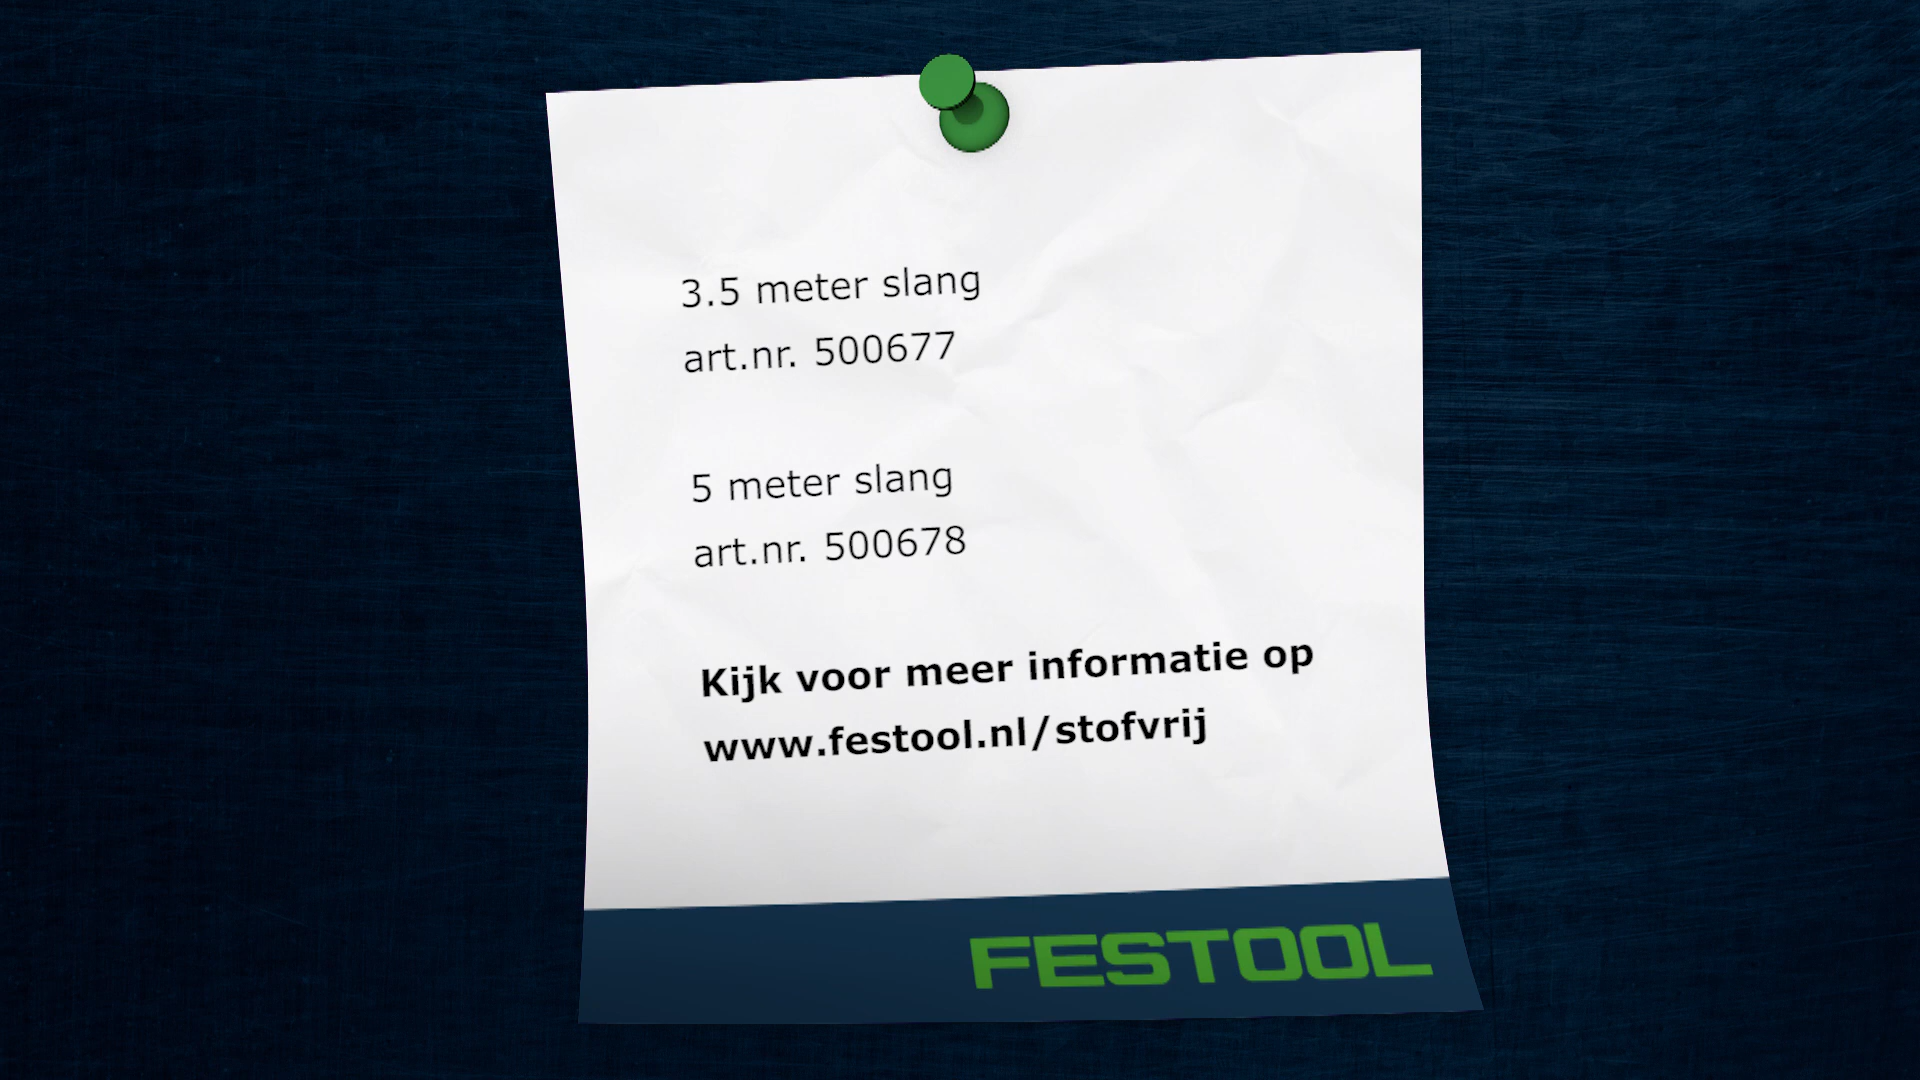 3.5 meter slang
art.nr. 500677
5 meter slang
art.nr. 500678
Kijk voor meer informatie op
www.festool.nl/stofvrij
FESTOOL